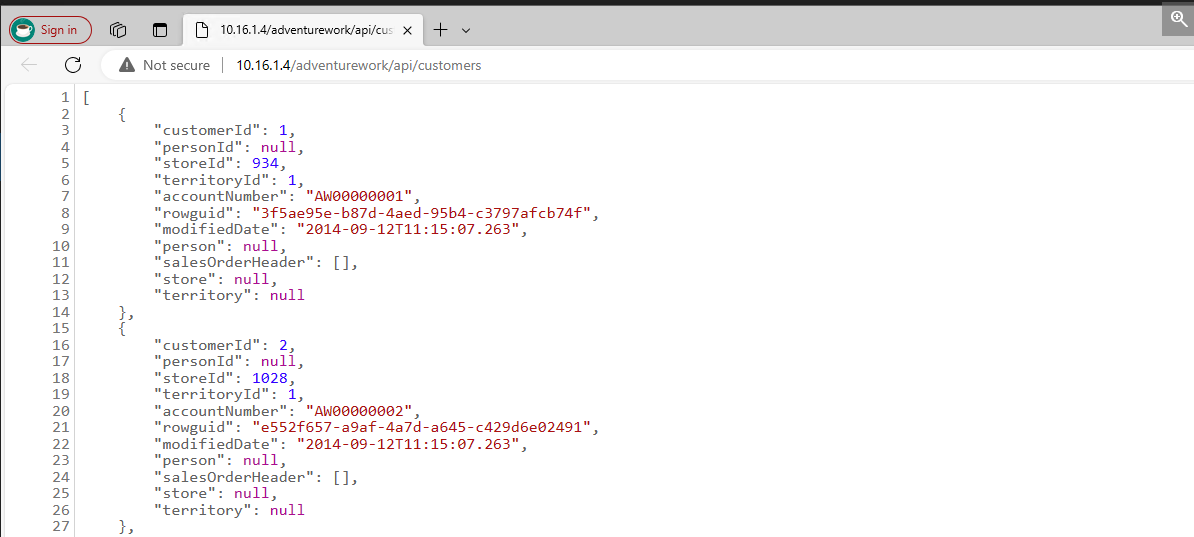 Sign in
10.16.1.4/adventurework/api/cus
Not secure 10.16.1.4/adventurework/api/customers
1 [
2 {
3 "customerId": 1,
4 "personId": null,
5 "storeId": 934,
6 "territoryId": 1,
7 "accountNumber": "AW00000001",
8 "rowguid": "3f5ae95e-b87d-4aed-95b4-c3797afcb74f",
9 "modifiedDate": "2014-09-12T11:15:07.263",
10 "person": null,
11 "salesOrderHeader": [],
12 "store": null,
13 "territory": null
14 },
15 {
16 "customerId": 2,
17 "personId": null,
18 "storeId": 1028,
19 "territoryId": 1,
20 "accountNumber": "AW00000002",
21 "rowguid": "e552f657-a9af-4a7d-a645-c429d6e02491",
22 "modifiedDate": "2014-09-12T11:15:07.263",
23 "person": null,
24 "salesOrderHeader": [],
25 "store": null,
26 "territory": null
27 },